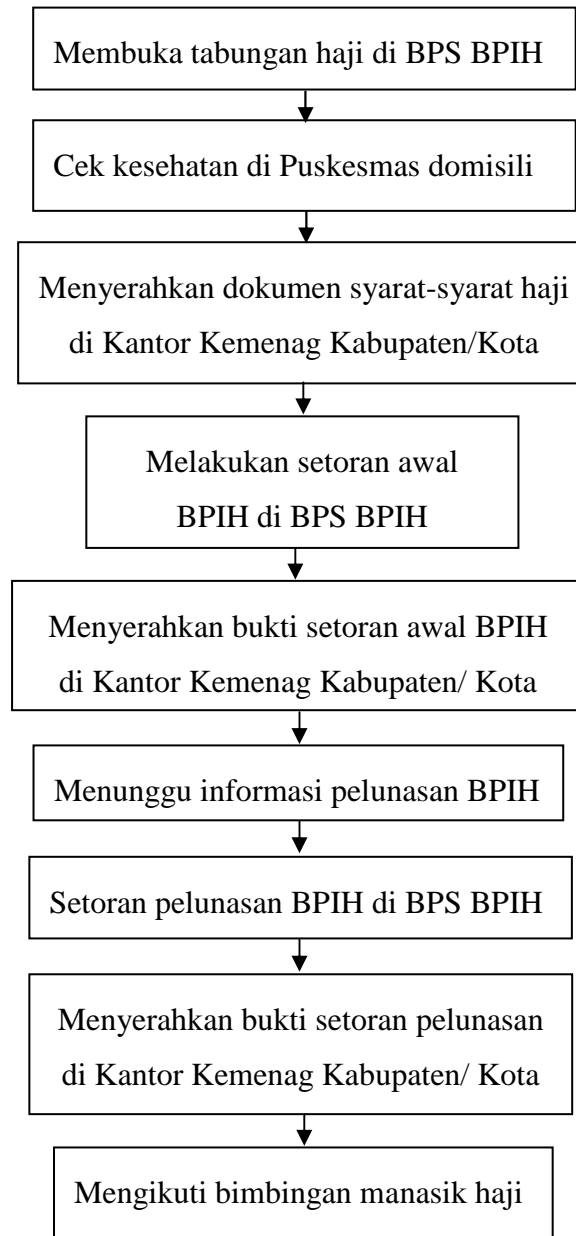 Membuka tabungan haji di BPS BPIH
Cek kesehatan di Puskesmas domisili
Menyerahkan dokumen syarat-syarat haji
di Kantor Kemenag Kabupaten/Kota
Melakukan setoran awal
BPIH di BPS BPIH
Menyerahkan bukti setoran awal BPIH
di Kantor Kemenag Kabupaten/ Kota
Menunggu informasi pelunasan BPIH
Setoran pelunasan BPIH di BPS BPIH
Menyerahkan bukti setoran pelunasan
di Kantor Kemenag Kabupaten/ Kota
Mengikuti bimbingan manasik haji